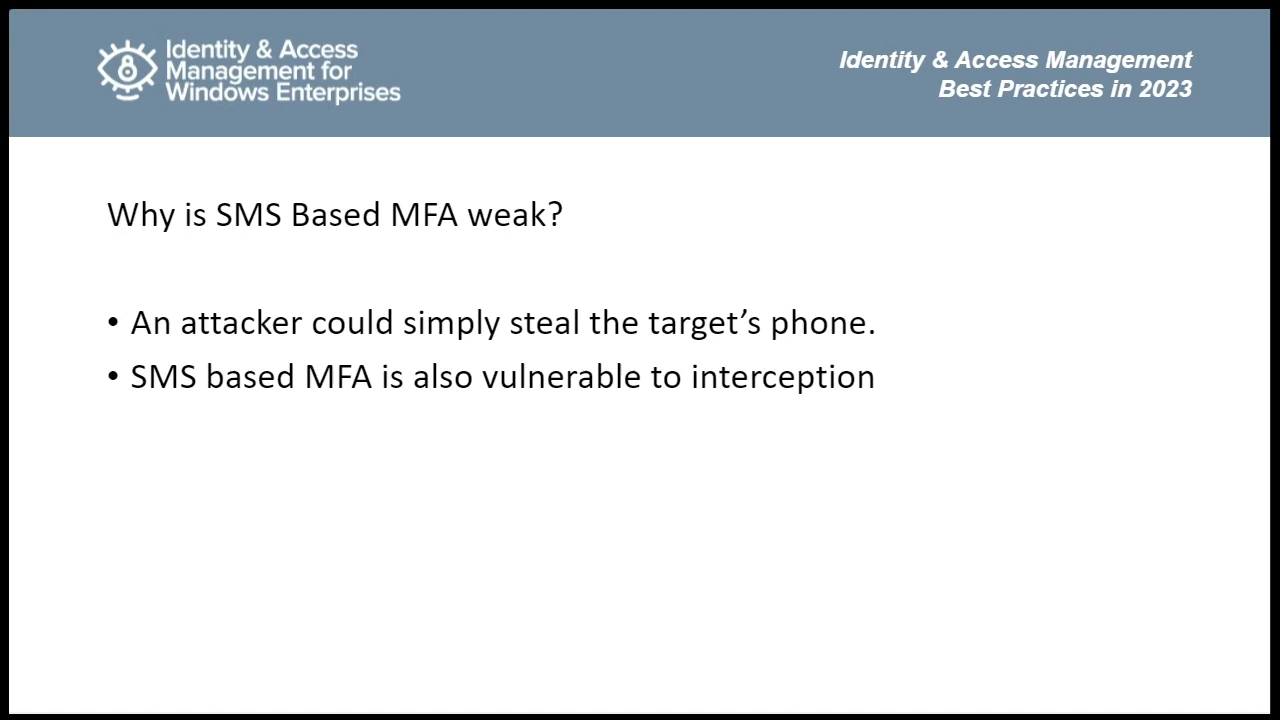 Identity & Access
Management for
Windows Enterprises
Identity & Access Management
Best Practices in 2023
Why is SMS Based MFA weak?
• An attacker could simply steal the target’s phone.
• SMS based MFA is also vulnerable to interception